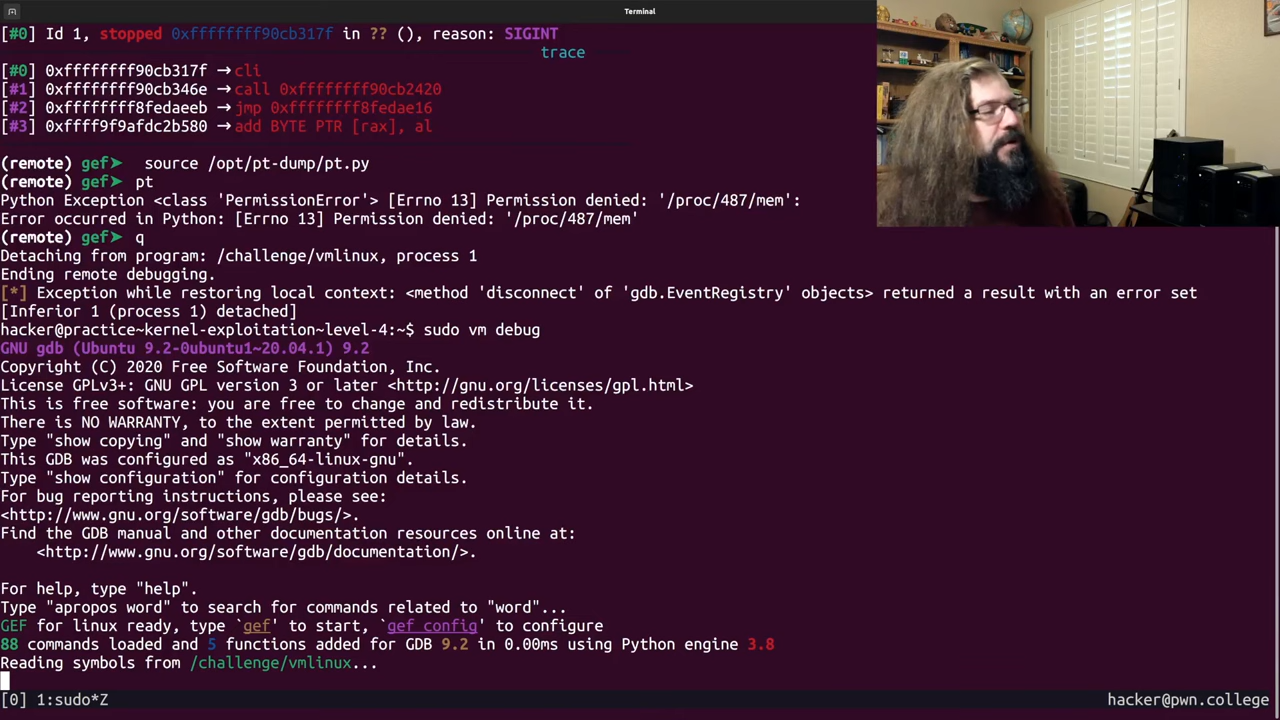 Terminal
[#0] Id 1, stopped 0xffffffff90cb317f in ?? (), reason: SIGINT
trace
[#0] 0xffffffff90cb317f → cli
[#1] 0xffffffff90cb346e → call 0xffffffff90cb2420
[#2] 0xffffffff8fedaeeb → jmp 0xffffffff8fedae16
[#3] 0xffff9f9afdc2b580 → add BYTE PTR [rax], al
(remote) gef➤  source /opt/pt-dump/pt.py
(remote) gef➤  pt
Python Exception <class 'PermissionError'> [Errno 13] Permission denied: '/proc/487/mem':
Error occurred in Python: [Errno 13] Permission denied: '/proc/487/mem'
(remote) gef➤  q
Detaching from program: /challenge/vmlinux, process 1
Ending remote debugging.
[*] Exception while restoring local context: <method 'disconnect' of 'gdb.EventRegistry' objects> returned a result with an error set
[Inferior 1 (process 1) detached]
hacker@practice~kernel-exploitation~level-4:~$ sudo vm debug
GNU gdb (Ubuntu 9.2-0ubuntu1~20.04.1) 9.2
Copyright (C) 2020 Free Software Foundation, Inc.
License GPLv3+: GNU GPL version 3 or later <http://gnu.org/licenses/gpl.html>
This is free software: you are free to change and redistribute it.
There is NO WARRANTY, to the extent permitted by law.
Type "show copying" and "show warranty" for details.
This GDB was configured as "x86_64-linux-gnu".
Type "show configuration" for configuration details.
For bug reporting instructions, please see:
<http://www.gnu.org/software/gdb/bugs/>.
Find the GDB manual and other documentation resources online at:
<http://www.gnu.org/software/gdb/documentation/>.
For help, type "help".
Type "apropos word" to search for commands related to "word"...
GEF for linux ready, type `gef' to start, `gef config' to configure
88 commands loaded and 5 functions added for GDB 9.2 in 0.00ms using Python engine 3.8
Reading symbols from /challenge/vmlinux...
[0] 1:sudo*Z
hacker@pwn.college